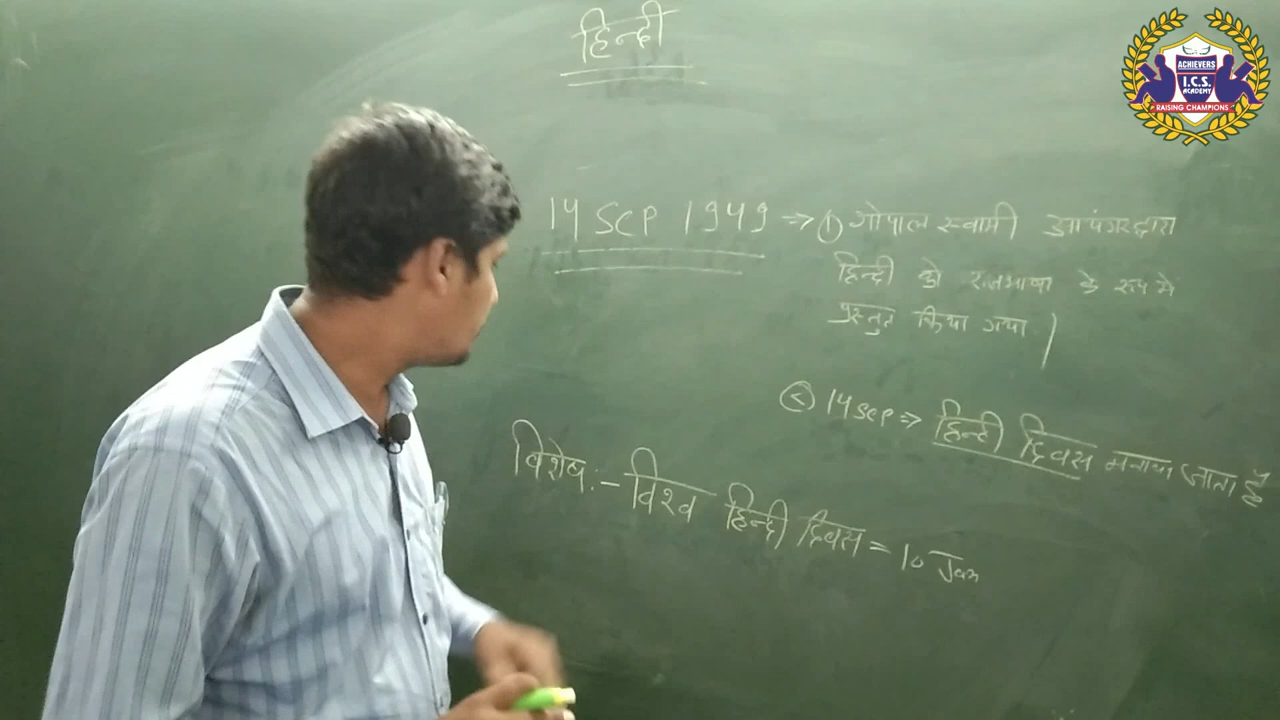 हिन्दी
14 Sep 1949 ⇒ ① गोपाल स्वामी आयंगर द्वारा
हिन्दी को राजभाषा के रूप में
प्रस्तुत किया गया |
② 14 Sep ⇒ हिन्दी दिवस मनाया जाता है
विशेष:- विश्व हिन्दी दिवस = 10 Jan
ACHIEVERS
I.C.S.
ACADEMY
RAISING CHAMPIONS